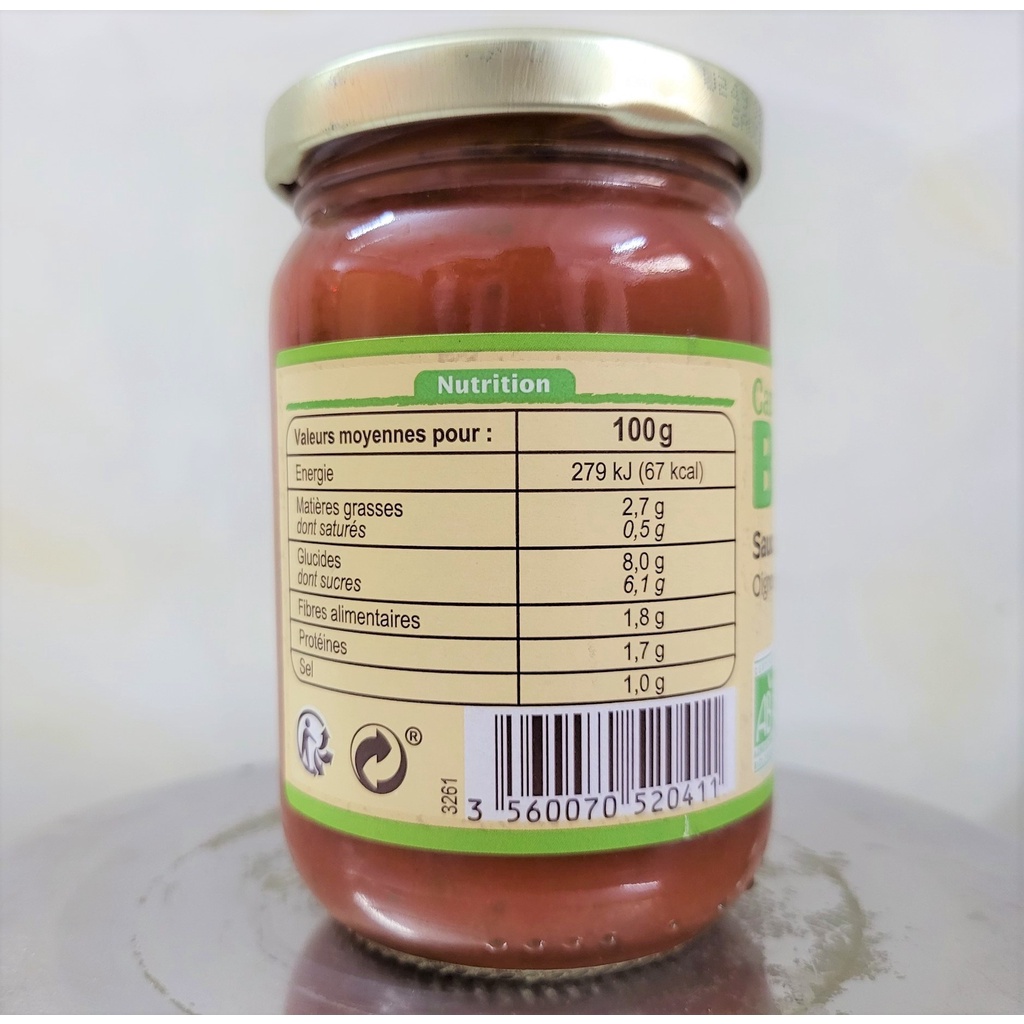 Nutrition
Valeurs moyennes pour : 100 g
Energie 279 kJ (67 kcal)
Matières grasses 2,7 g
dont saturés 0,5 g
Glucides 8,0 g
dont sucres 6,1 g
Fibres alimentaires 1,8 g
Protéines 1,7 g
Sel 1,0 g
®
3261
3 560070 520411